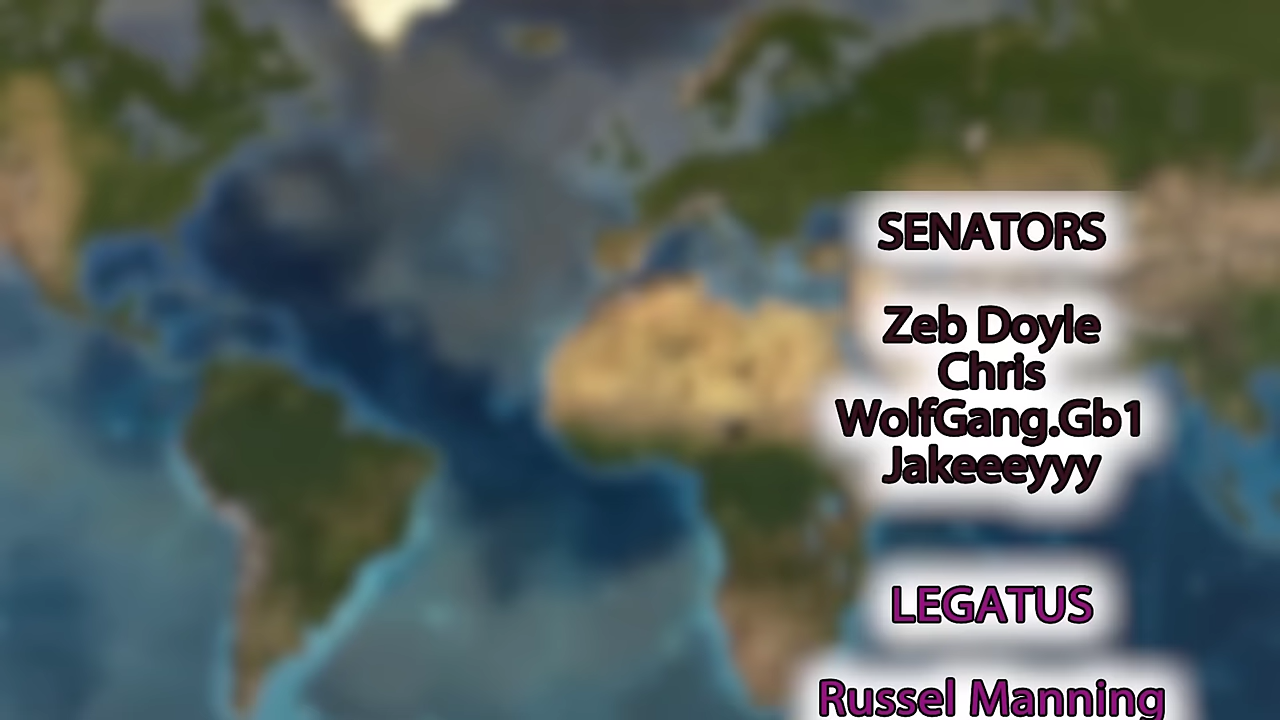 SENATORS
Zeb Doyle
Chris
WolfGang.Gb1
Jakeeeyyy
LEGATUS
Russel Manning